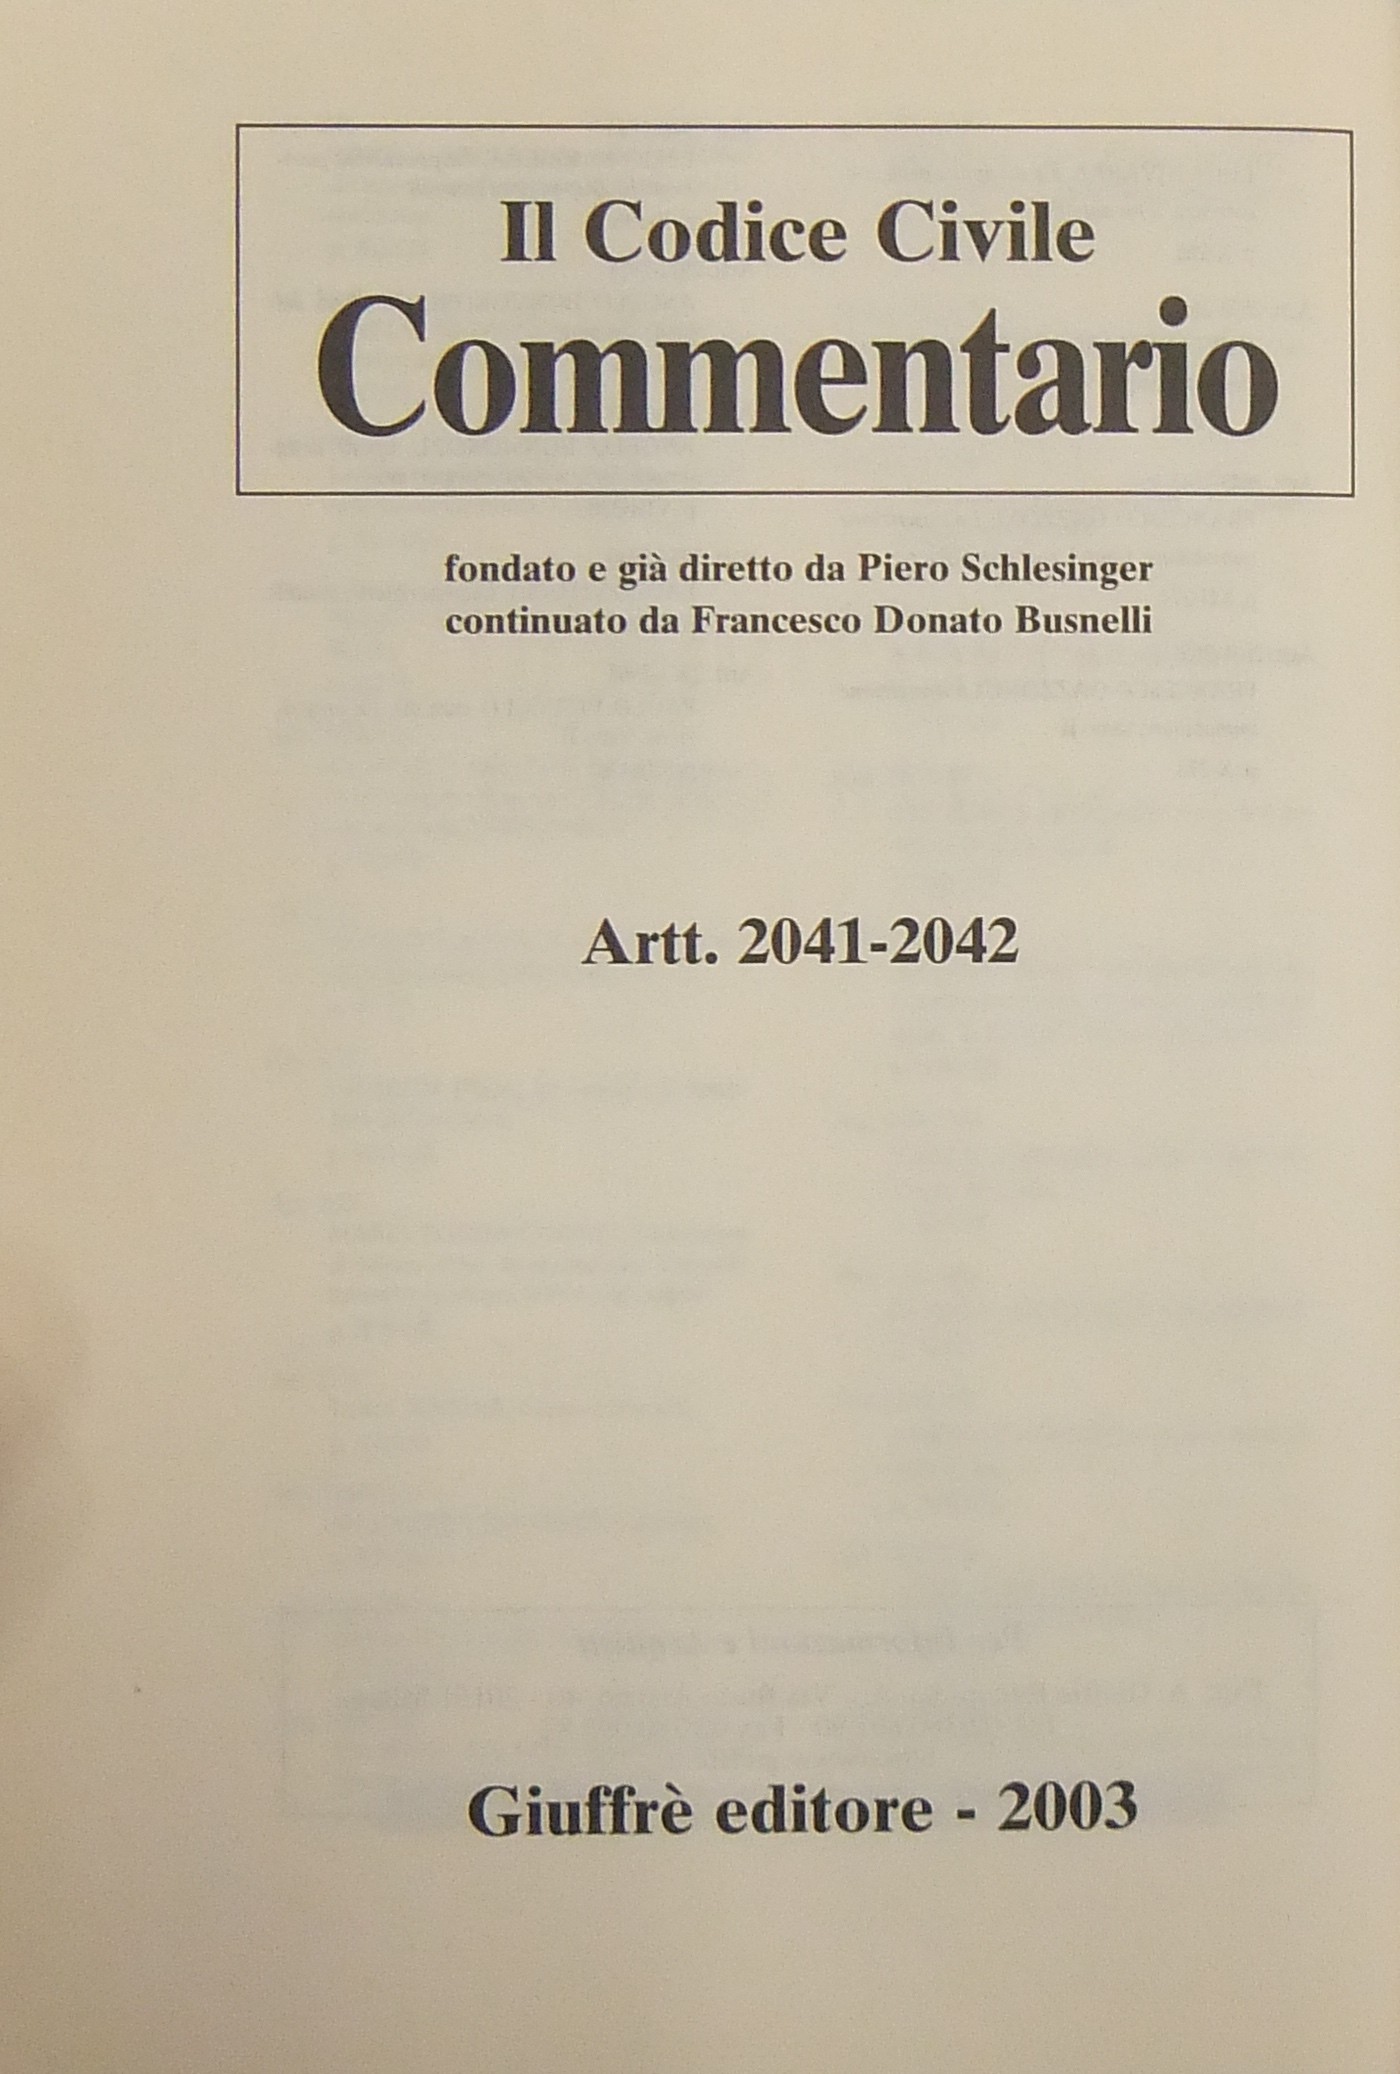 Il Codice Civile
Commentario
fondato e già diretto da Piero Schlesinger
continuato da Francesco Donato Busnelli
Artt. 2041-2042
Giuffrè editore - 2003